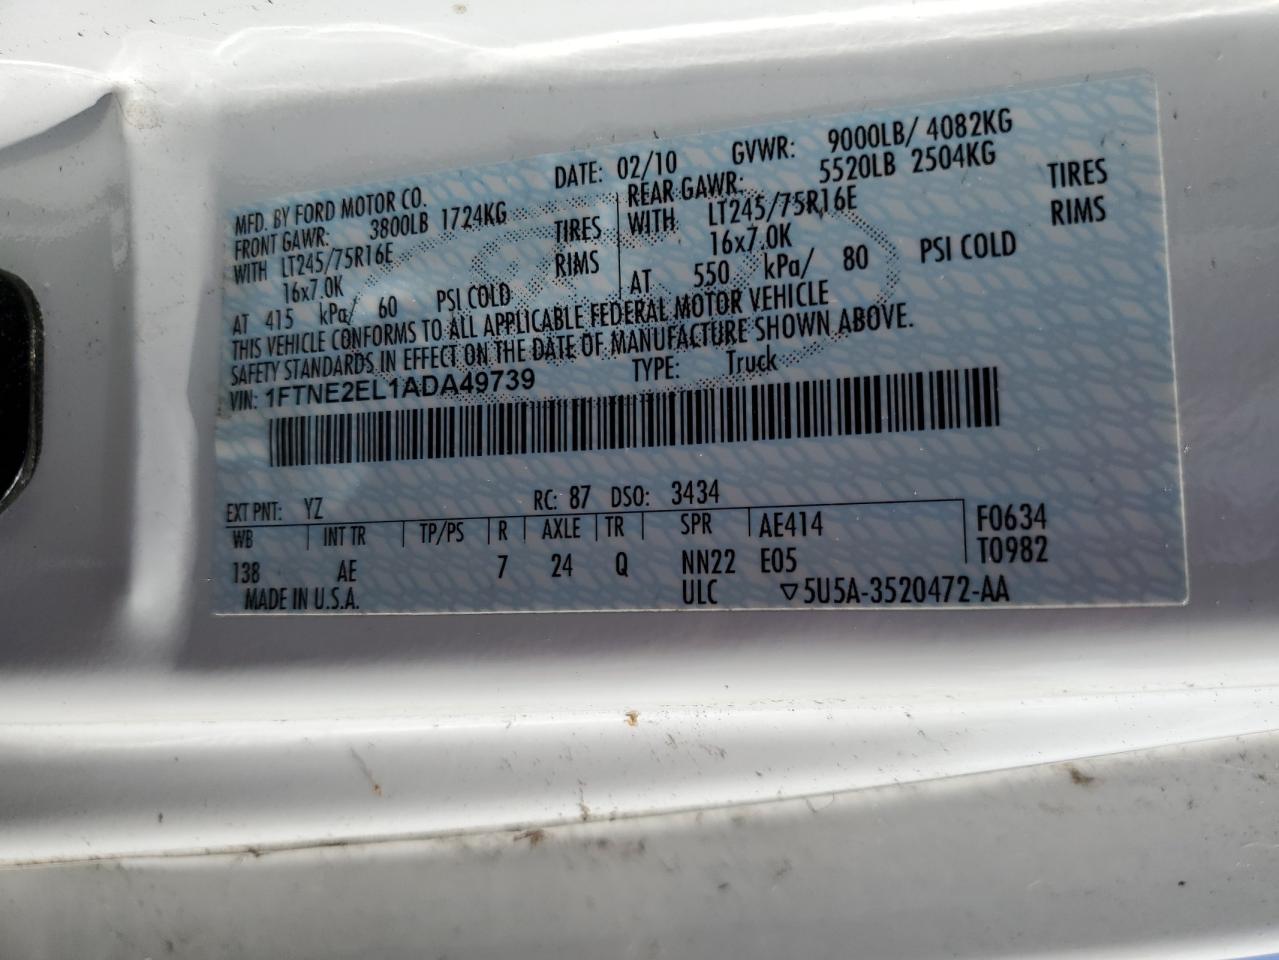 MFD. BY FORD MOTOR CO. DATE: 02/10 GVWR: 9000LB/ 4082KG
FRONT GAWR: 3800LB 1724KG REAR GAWR: 5520LB 2504KG
WITH LT245/75R16E TIRES WITH LT245/75R16E TIRES
16x7.0K RIMS 16x7.0K RIMS
AT 415 kPa/ 60 PSI COLD AT 550 kPa/ 80 PSI COLD
THIS VEHICLE CONFORMS TO ALL APPLICABLE FEDERAL MOTOR VEHICLE
SAFETY STANDARDS IN EFFECT ON THE DATE OF MANUFACTURE SHOWN ABOVE.
VIN: 1FTNE2EL1ADA49739 TYPE: Truck
EXT PNT: YZ RC: 87 DSO: 3434
WB INT TR TP/PS R AXLE TR SPR AE414 F0634
138 AE 7 24 Q NN22 E05 T0982
MADE IN U.S.A. ULC ▽5U5A-3520472-AA